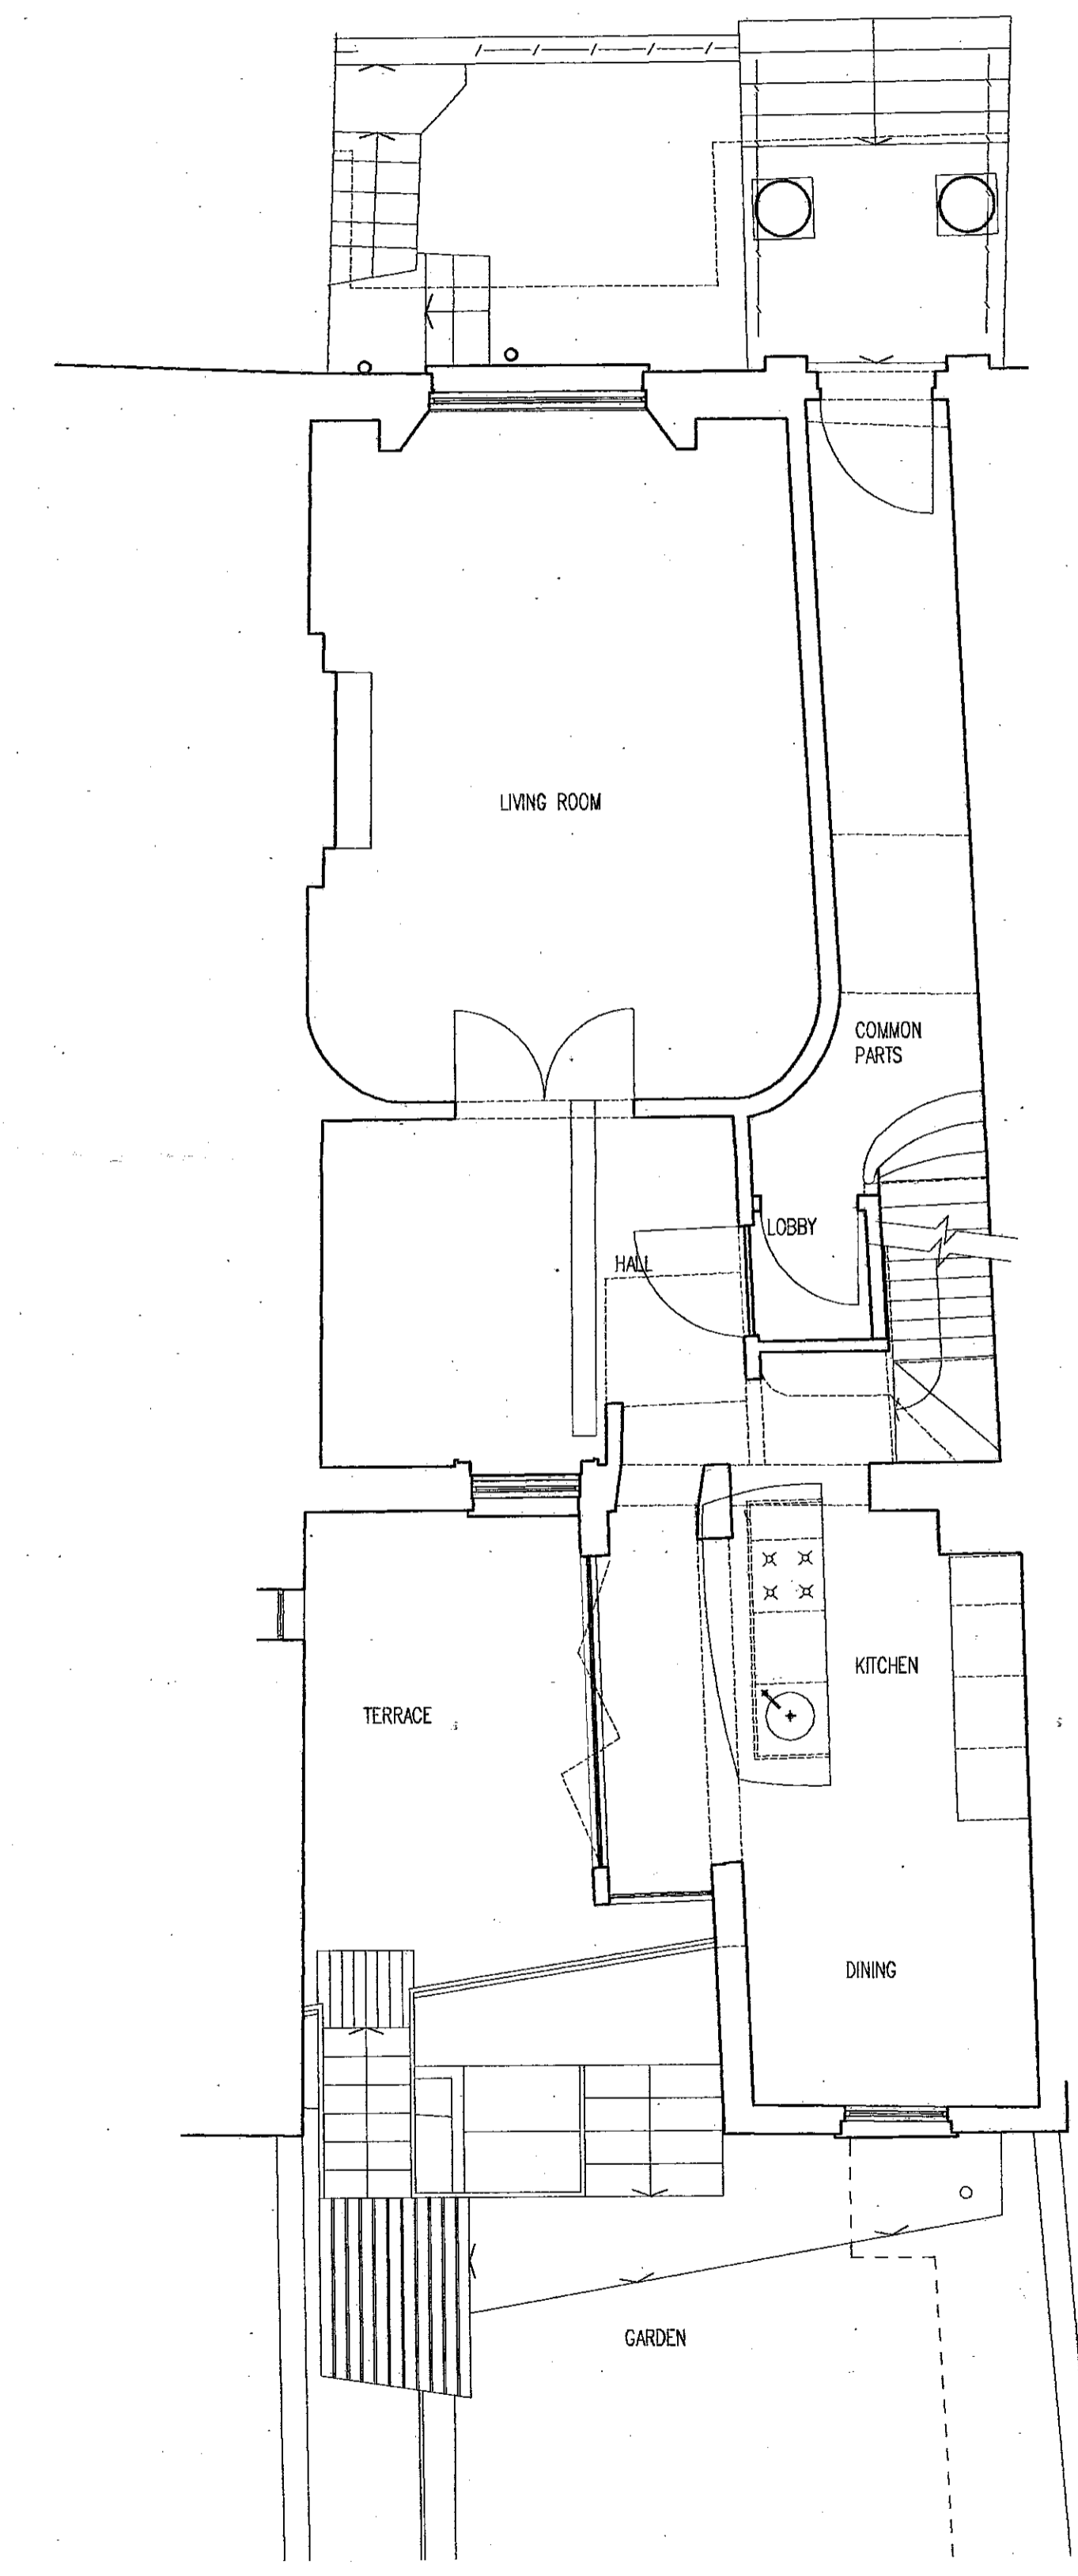 LIVING ROOM
COMMON
PARTS
LOBBY
HALL
KITCHEN
TERRACE
DINING
GARDEN